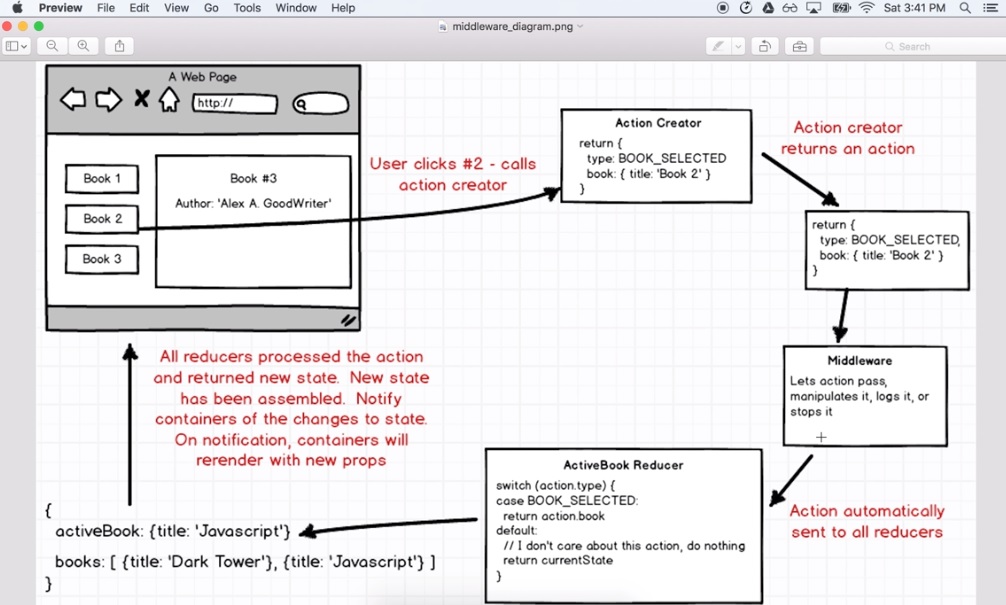 Preview File Edit View Go Tools Window Help Sat 3:41 PM
middleware_diagram.png
Search
A Web Page
http://
Book 1
Book 2
Book 3
Book #3
Author: 'Alex A. GoodWriter'
User clicks #2 - calls
action creator
Action Creator
return {
type: BOOK_SELECTED
book: { title: 'Book 2' }
}
Action creator
returns an action
return {
type: BOOK_SELECTED,
book: { title: 'Book 2' }
}
Middleware
Lets action pass,
manipulates it, logs it, or
stops it
Action automatically
sent to all reducers
ActiveBook Reducer
switch (action.type) {
case BOOK_SELECTED:
return action.book
default:
// I don't care about this action, do nothing
return currentState
}
{
activeBook: {title: 'Javascript'}
books: [ {title: 'Dark Tower'}, {title: 'Javascript'} ]
}
All reducers processed the action
and returned new state. New state
has been assembled. Notify
containers of the changes to state.
On notification, containers will
rerender with new props